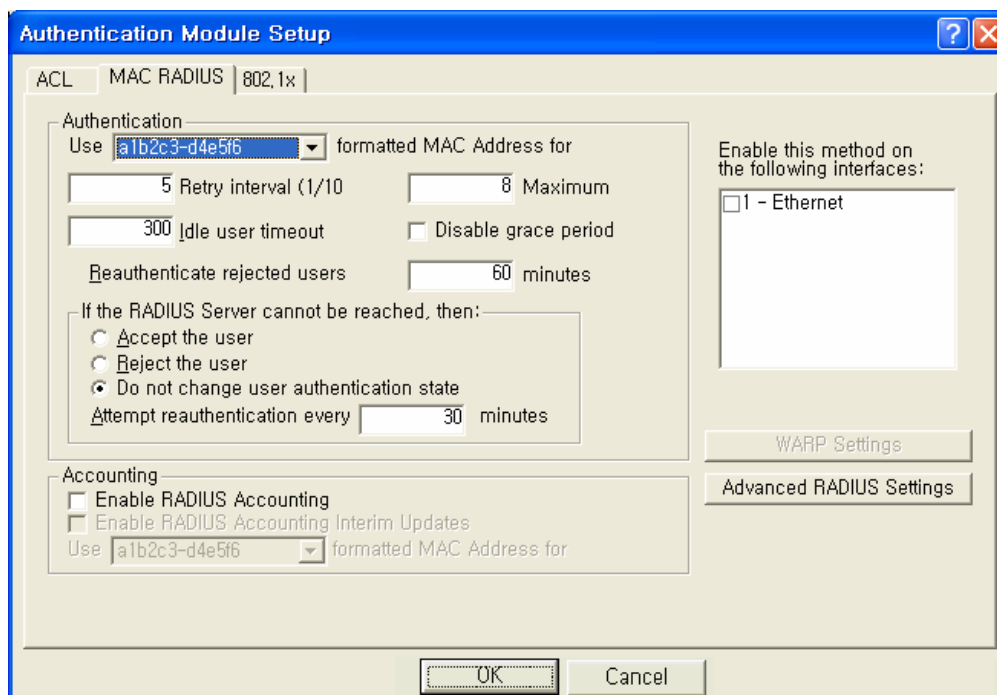 Authentication Module Setup
ACL MAC RADIUS 802,1x
Authentication
Use a1b2c3-d4e5f6 formatted MAC Address for
5 Retry interval (1/10 8 Maximum
300 Idle user timeout Disable grace period
Reauthenticate rejected users 60 minutes
If the RADIUS Server cannot be reached, then:
Accept the user
Reject the user
Do not change user authentication state
Attempt reauthentication every 30 minutes
Accounting
Enable RADIUS Accounting
Enable RADIUS Accounting Interim Updates
Use a1b2c3-d4e5f6 formatted MAC Address for
Enable this method on
the following interfaces:
1 - Ethernet
WARP Settings
Advanced RADIUS Settings
OK Cancel